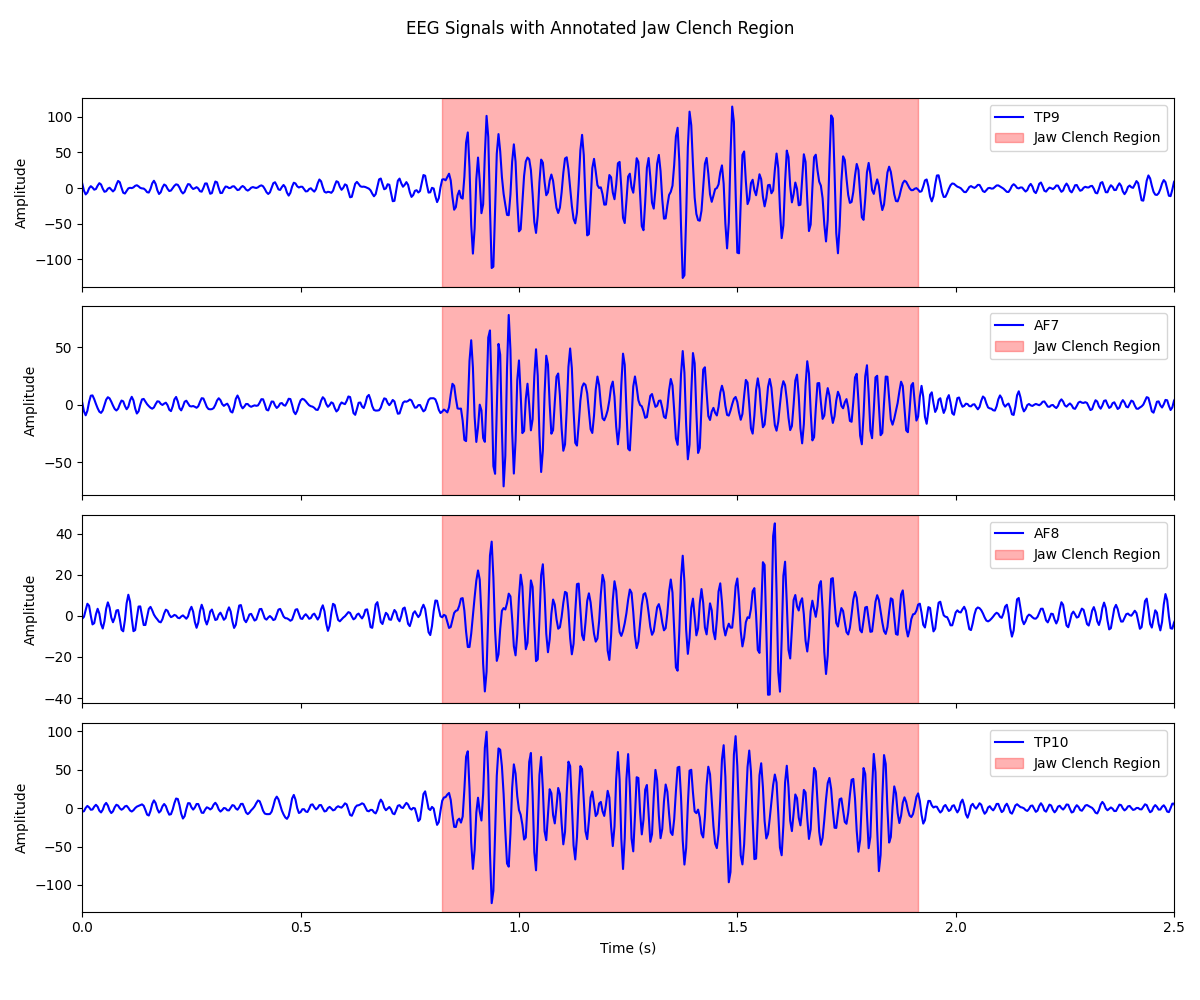 EEG Signals with Annotated Jaw Clench Region
100
50
0
−50
−100
Amplitude
TP9
Jaw Clench Region
50
0
−50
Amplitude
AF7
Jaw Clench Region
40
20
0
−20
−40
Amplitude
AF8
Jaw Clench Region
100
50
0
−50
−100
Amplitude
TP10
Jaw Clench Region
0.0 0.5 1.0 1.5 2.0 2.5
Time (s)